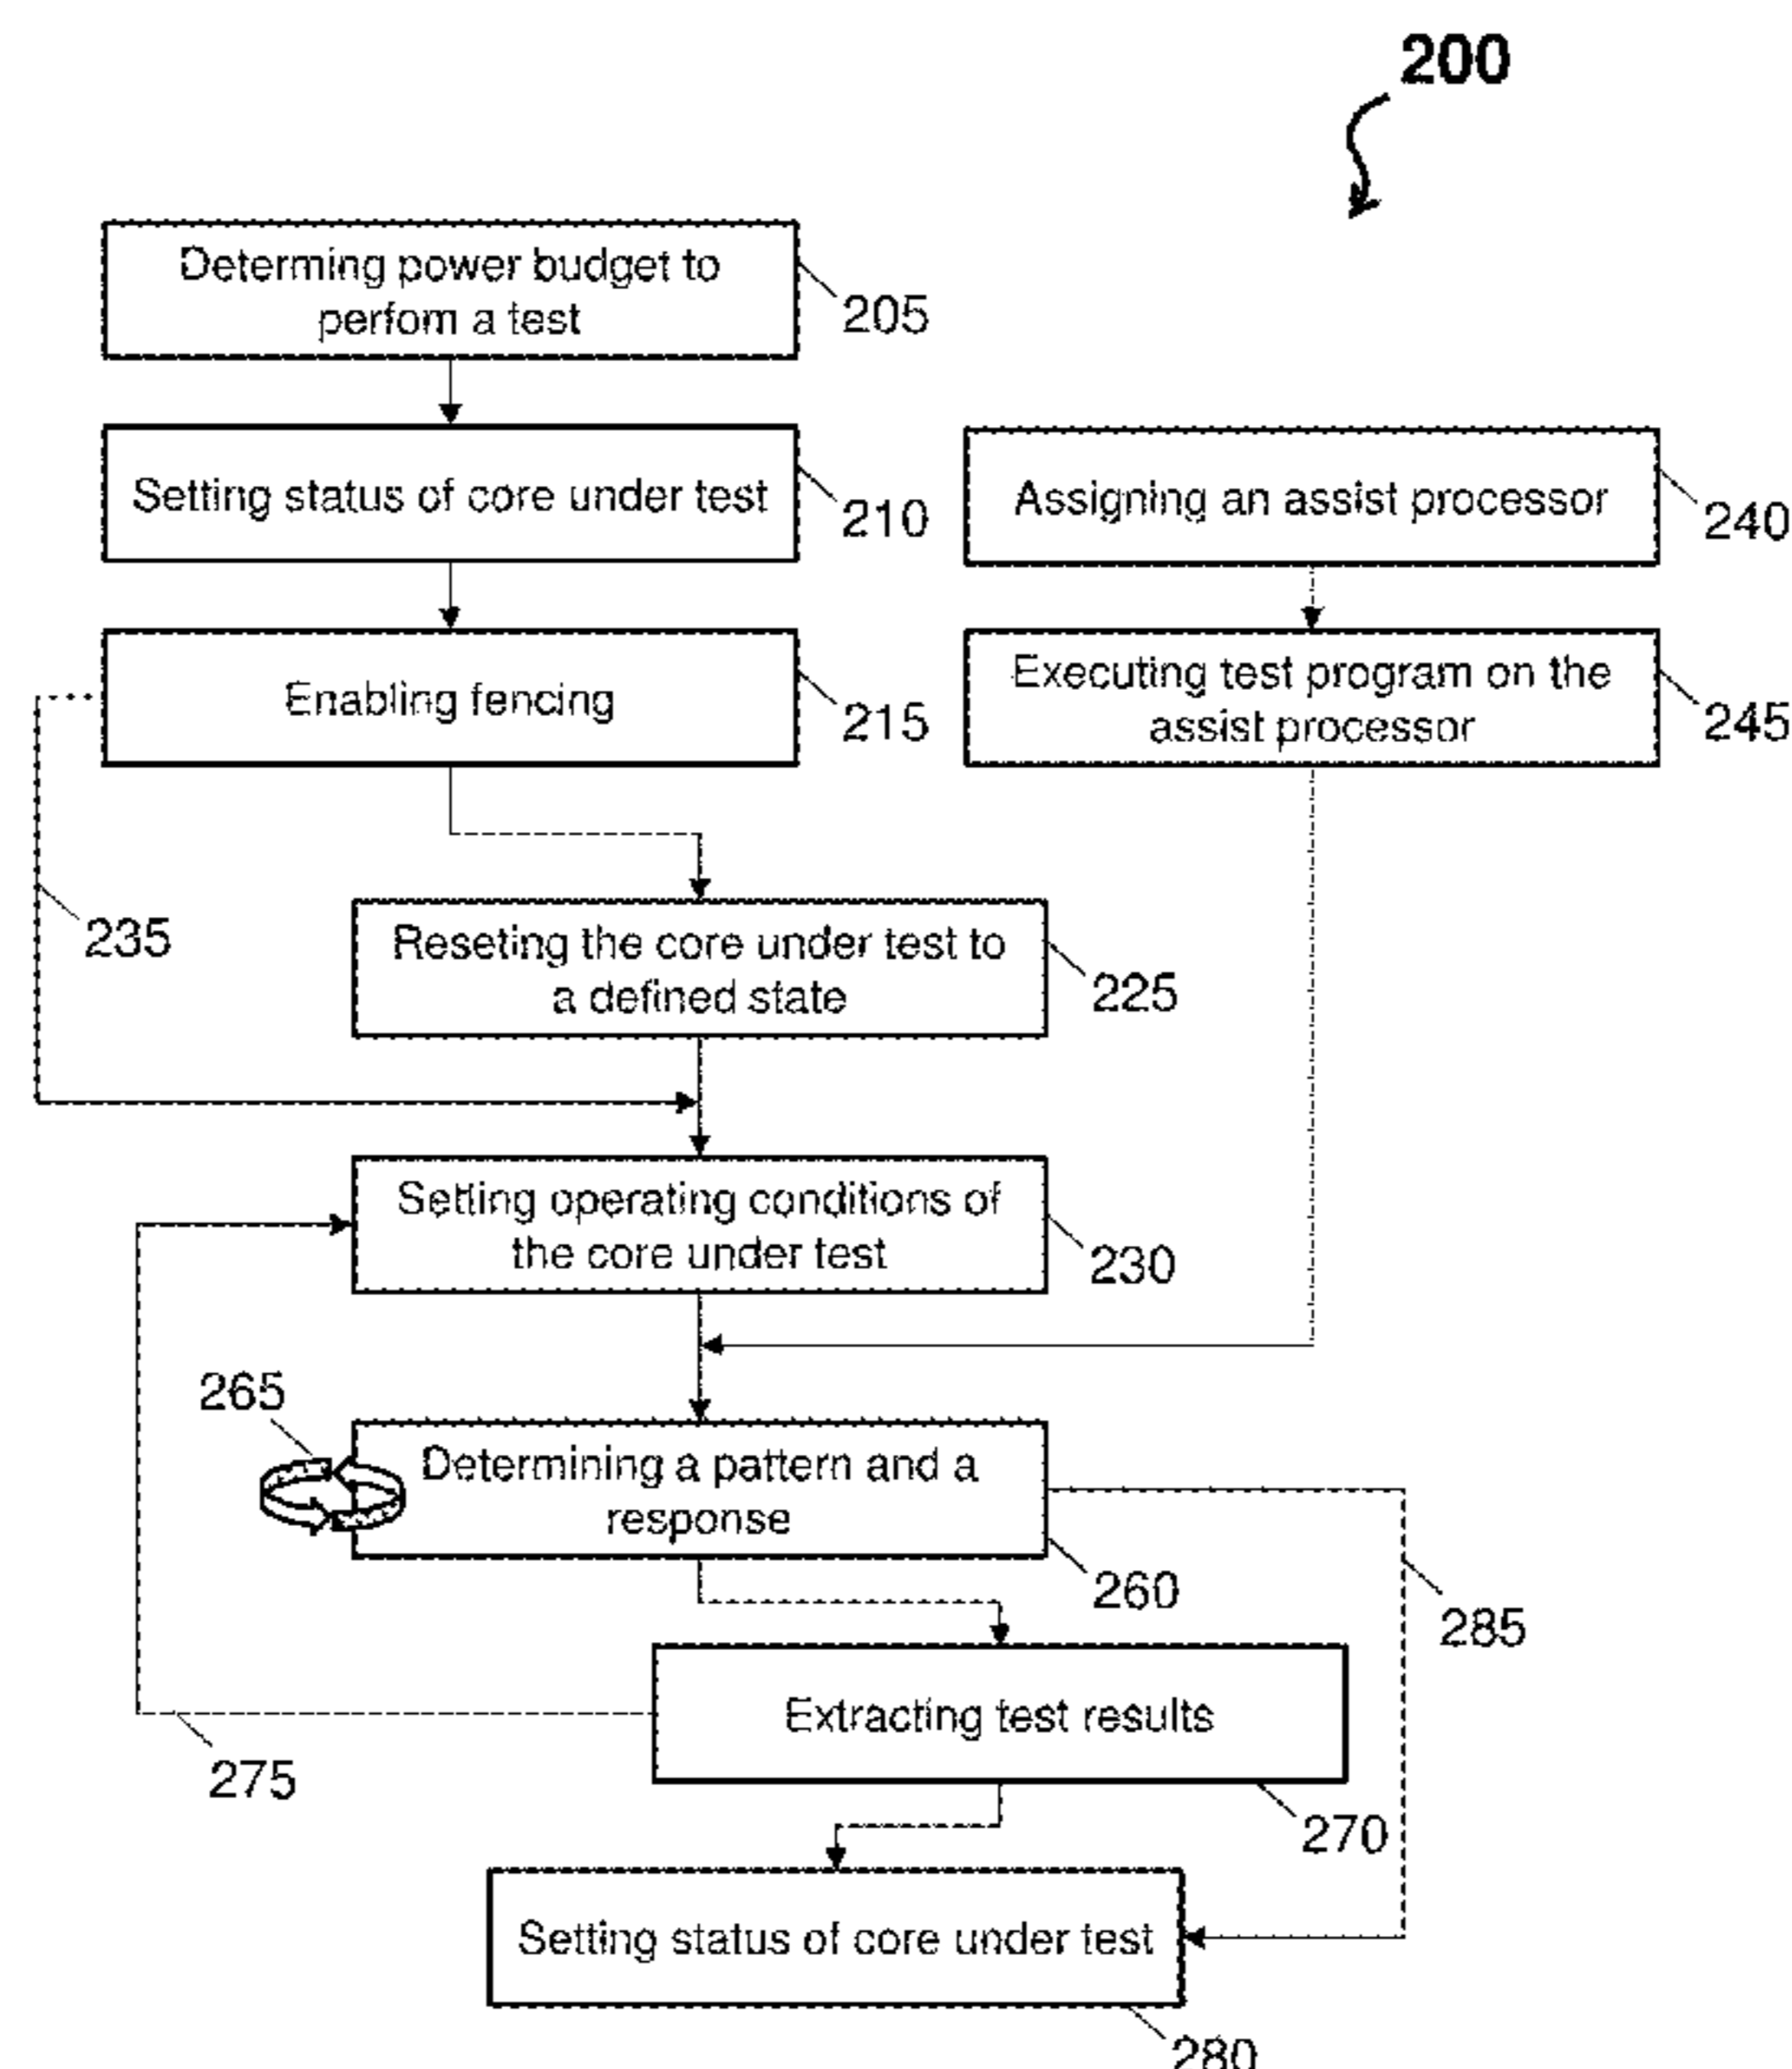 200
Determing power budget to
perfom a test
205
Setting status of core under test
210
Assigning an assist processor
240
Enabling fencing
215
Executing test program on the
assist processor
245
235
Reseting the core under test to
a defined state
225
Setting operating conditions of
the core under test
230
265
Determining a pattern and a
response
260
285
Extracting test results
275
270
Setting status of core under test
280